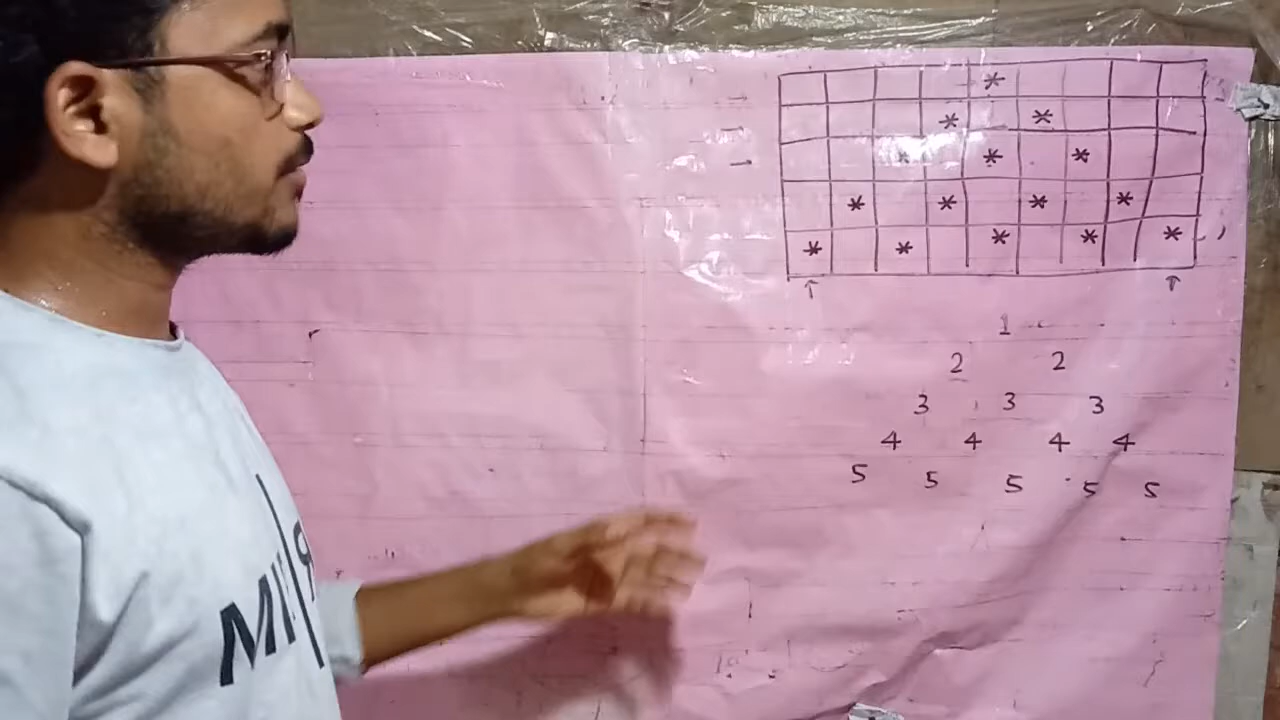 *
* *
* * *
* * * *
* * * * *
1
2 2
3 3 3
4 4 4 4
5 5 5 5 5